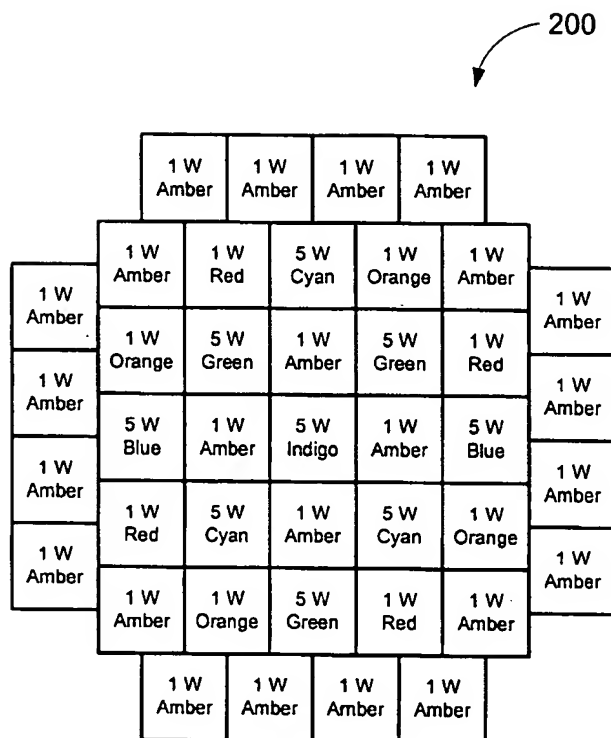 200
1 W 1 W 1 W 1 W
Amber Amber Amber Amber
1 W 1 W 5 W 1 W 1 W
Amber Red Cyan Orange Amber
1 W 1 W
Amber Amber
1 W 5 W 1 W 5 W 1 W
Orange Green Amber Green Red
1 W 1 W
Amber Amber
5 W 1 W 5 W 1 W 5 W
Blue Amber Indigo Amber Blue
1 W 1 W
Amber Amber
1 W 5 W 1 W 5 W 1 W
Red Cyan Amber Cyan Orange
1 W 1 W
Amber Amber
1 W 1 W 5 W 1 W 1 W
Amber Orange Green Red Amber
1 W 1 W 1 W 1 W
Amber Amber Amber Amber